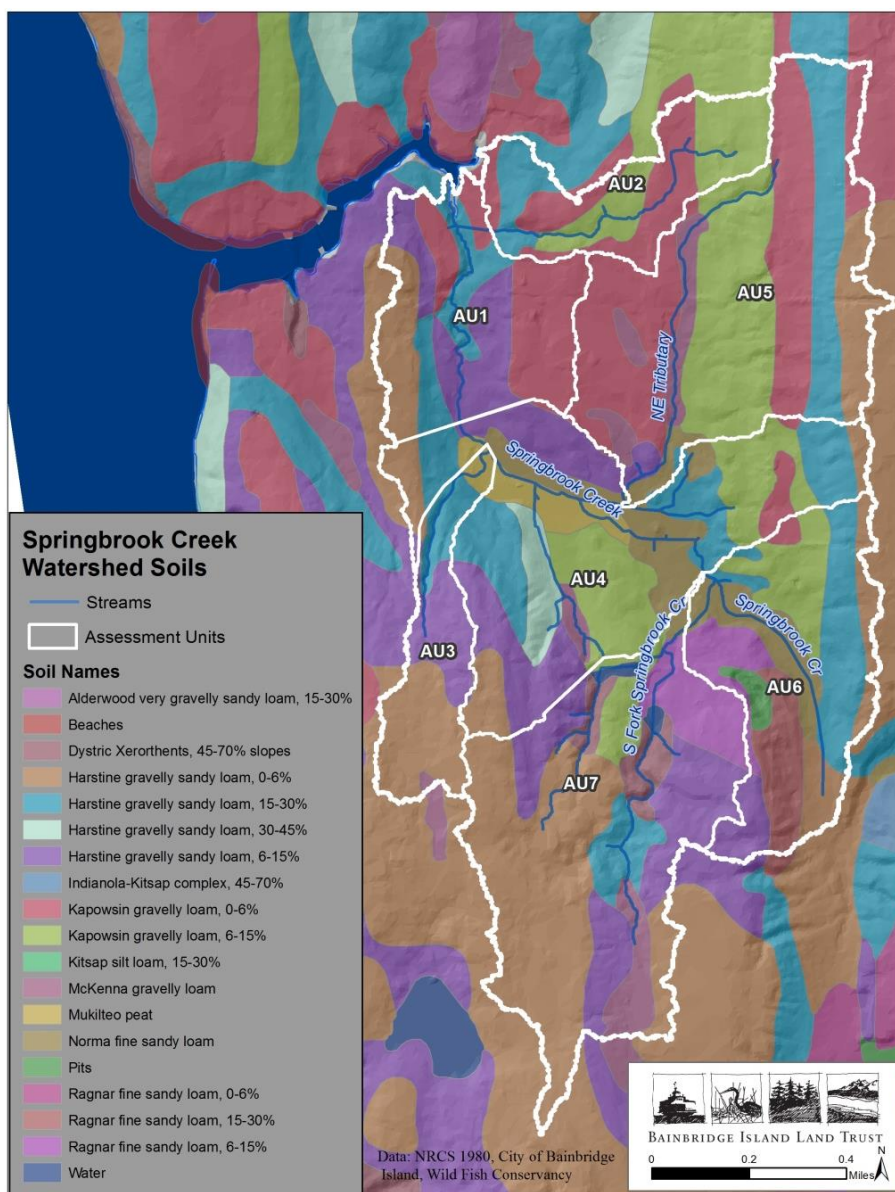 AU2
AU5
AU1
NE Tributary
Springbrook Creek
AU4
S Fork Springbrook Cr
Springbrook Cr
AU3
AU6
AU7
Springbrook Creek
Watershed Soils
Streams
Assessment Units
Soil Names
Alderwood very gravelly sandy loam, 15-30%
Beaches
Dystric Xerorthents, 45-70% slopes
Harstine gravelly sandy loam, 0-6%
Harstine gravelly sandy loam, 15-30%
Harstine gravelly sandy loam, 30-45%
Harstine gravelly sandy loam, 6-15%
Indianola-Kitsap complex, 45-70%
Kapowsin gravelly loam, 0-6%
Kapowsin gravelly loam, 6-15%
Kitsap silt loam, 15-30%
McKenna gravelly loam
Mukilteo peat
Norma fine sandy loam
Pits
Ragnar fine sandy loam, 0-6%
Ragnar fine sandy loam, 15-30%
Ragnar fine sandy loam, 6-15%
Water
Data: NRCS 1980, City of Bainbridge
Island, Wild Fish Conservancy
BAINBRIDGE ISLAND LAND TRUST
0 0.2 0.4
Miles
N